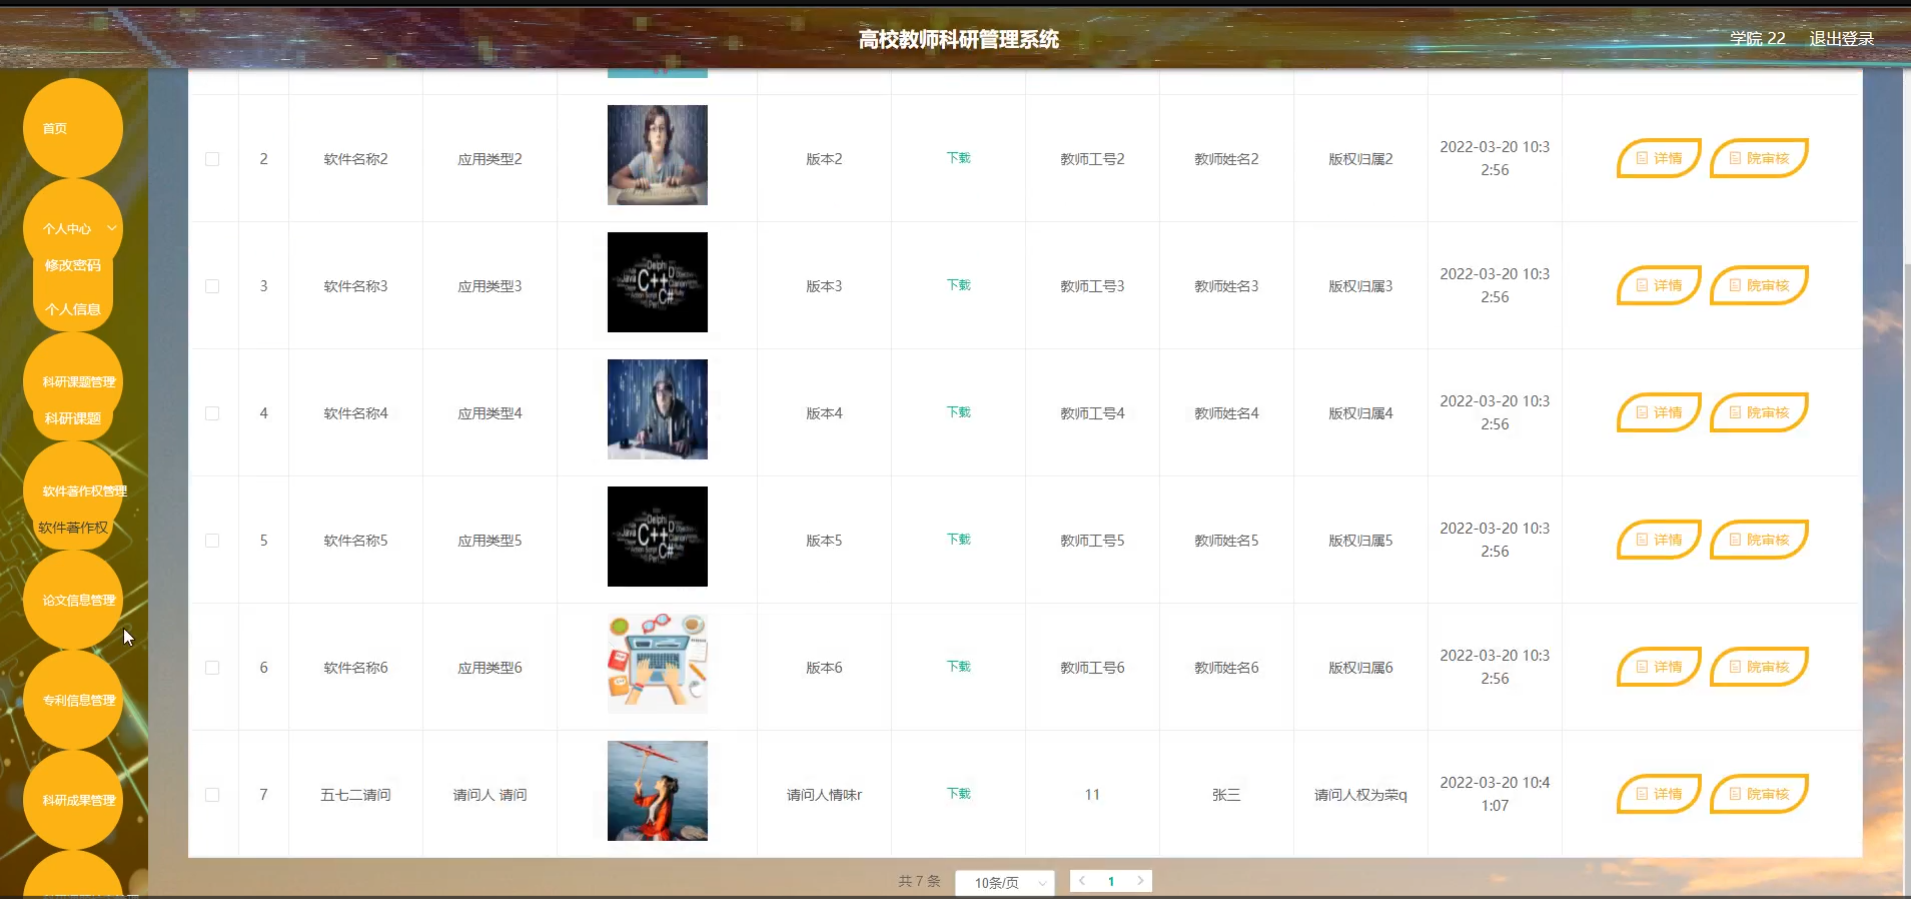 高校教师科研管理系统
学院 22
退出登录
首页
个人中心
修改密码
个人信息
科研课题管理
科研课题
软件著作权管理
软件著作权
论文信息管理
专利信息管理
科研成果管理
2 软件名称2 应用类型2 版本2 下载 教师工号2 教师姓名2 版权归属2 2022-03-20 10:3
2:56
详情 院审核
3 软件名称3 应用类型3 版本3 下载 教师工号3 教师姓名3 版权归属3 2022-03-20 10:3
2:56
详情 院审核
4 软件名称4 应用类型4 版本4 下载 教师工号4 教师姓名4 版权归属4 2022-03-20 10:3
2:56
详情 院审核
5 软件名称5 应用类型5 版本5 下载 教师工号5 教师姓名5 版权归属5 2022-03-20 10:3
2:56
详情 院审核
6 软件名称6 应用类型6 版本6 下载 教师工号6 教师姓名6 版权归属6 2022-03-20 10:3
2:56
详情 院审核
7 五七二请问 请问人 请问 请问人情味r 下载 11 张三 请问人权为荣q 2022-03-20 10:4
1:07
详情 院审核
共 7 条
10条/页
1